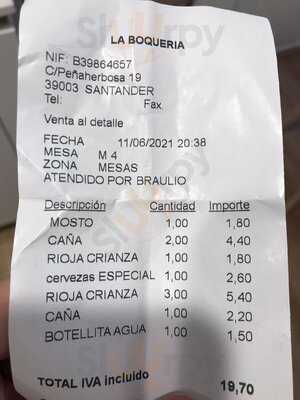 LA BOQUERIA
NIF: B39864657
C/Peñaherbosa 19
39003 SANTANDER
Tel: Fax
Venta al detalle
FECHA 11/06/2021 20:38
MESA M 4
ZONA MESAS
ATENDIDO POR BRAULIO
Descripción Cantidad Importe
MOSTO 1,00 1,80
CAÑA 2,00 4,40
RIOJA CRIANZA 1,00 1,80
cervezas ESPECIAL 1,00 2,60
RIOJA CRIANZA 3,00 5,40
CAÑA 1,00 2,20
BOTELLITA AGUA 1,00 1,50
TOTAL IVA incluido 19,70